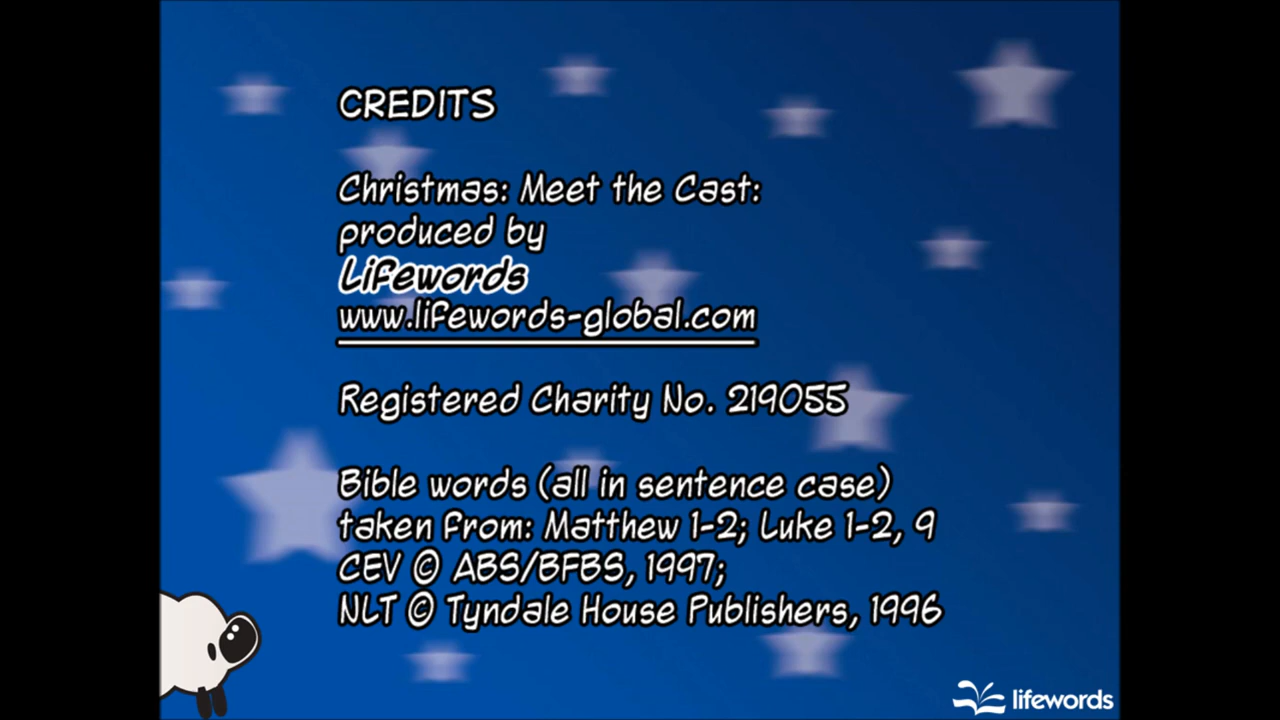 CREDITS
Christmas: Meet the Cast:
produced by
Lifewords
www.lifewords-global.com
Registered Charity No. 219055
Bible words (all in sentence case)
taken from: Matthew 1-2; Luke 1-2, 9
CEV © ABS/BFBS, 1997;
NLT © Tyndale House Publishers, 1996
lifewords